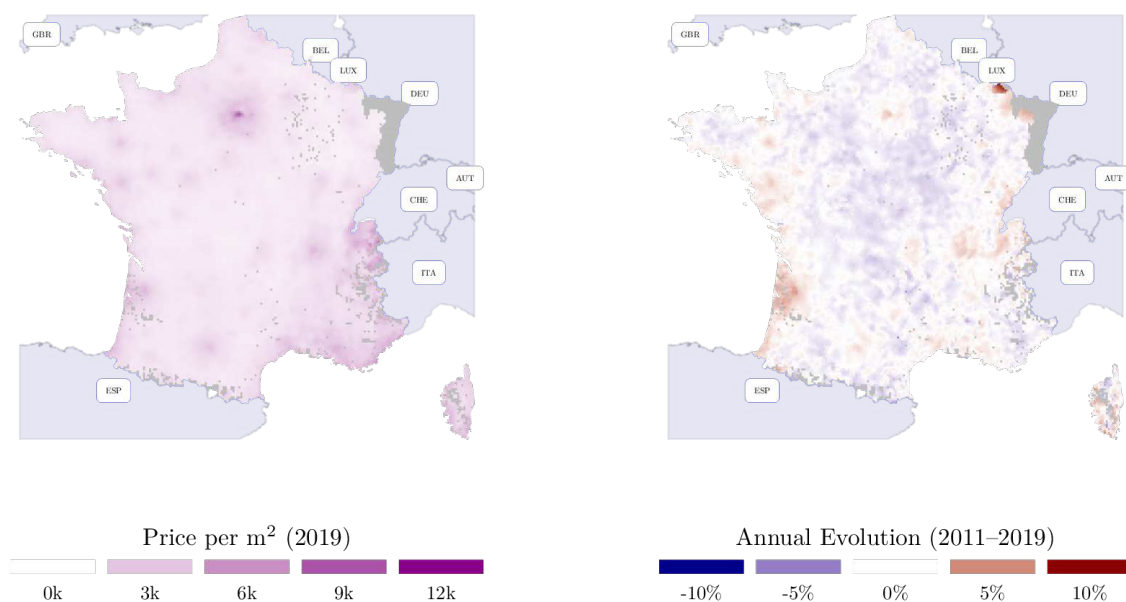 GBR
BEL
LUX
DEU
AUT
CHE
ITA
ESP
Price per m² (2019)
0k 3k 6k 9k 12k
GBR
BEL
LUX
DEU
AUT
CHE
ITA
ESP
Annual Evolution (2011–2019)
-10% -5% 0% 5% 10%